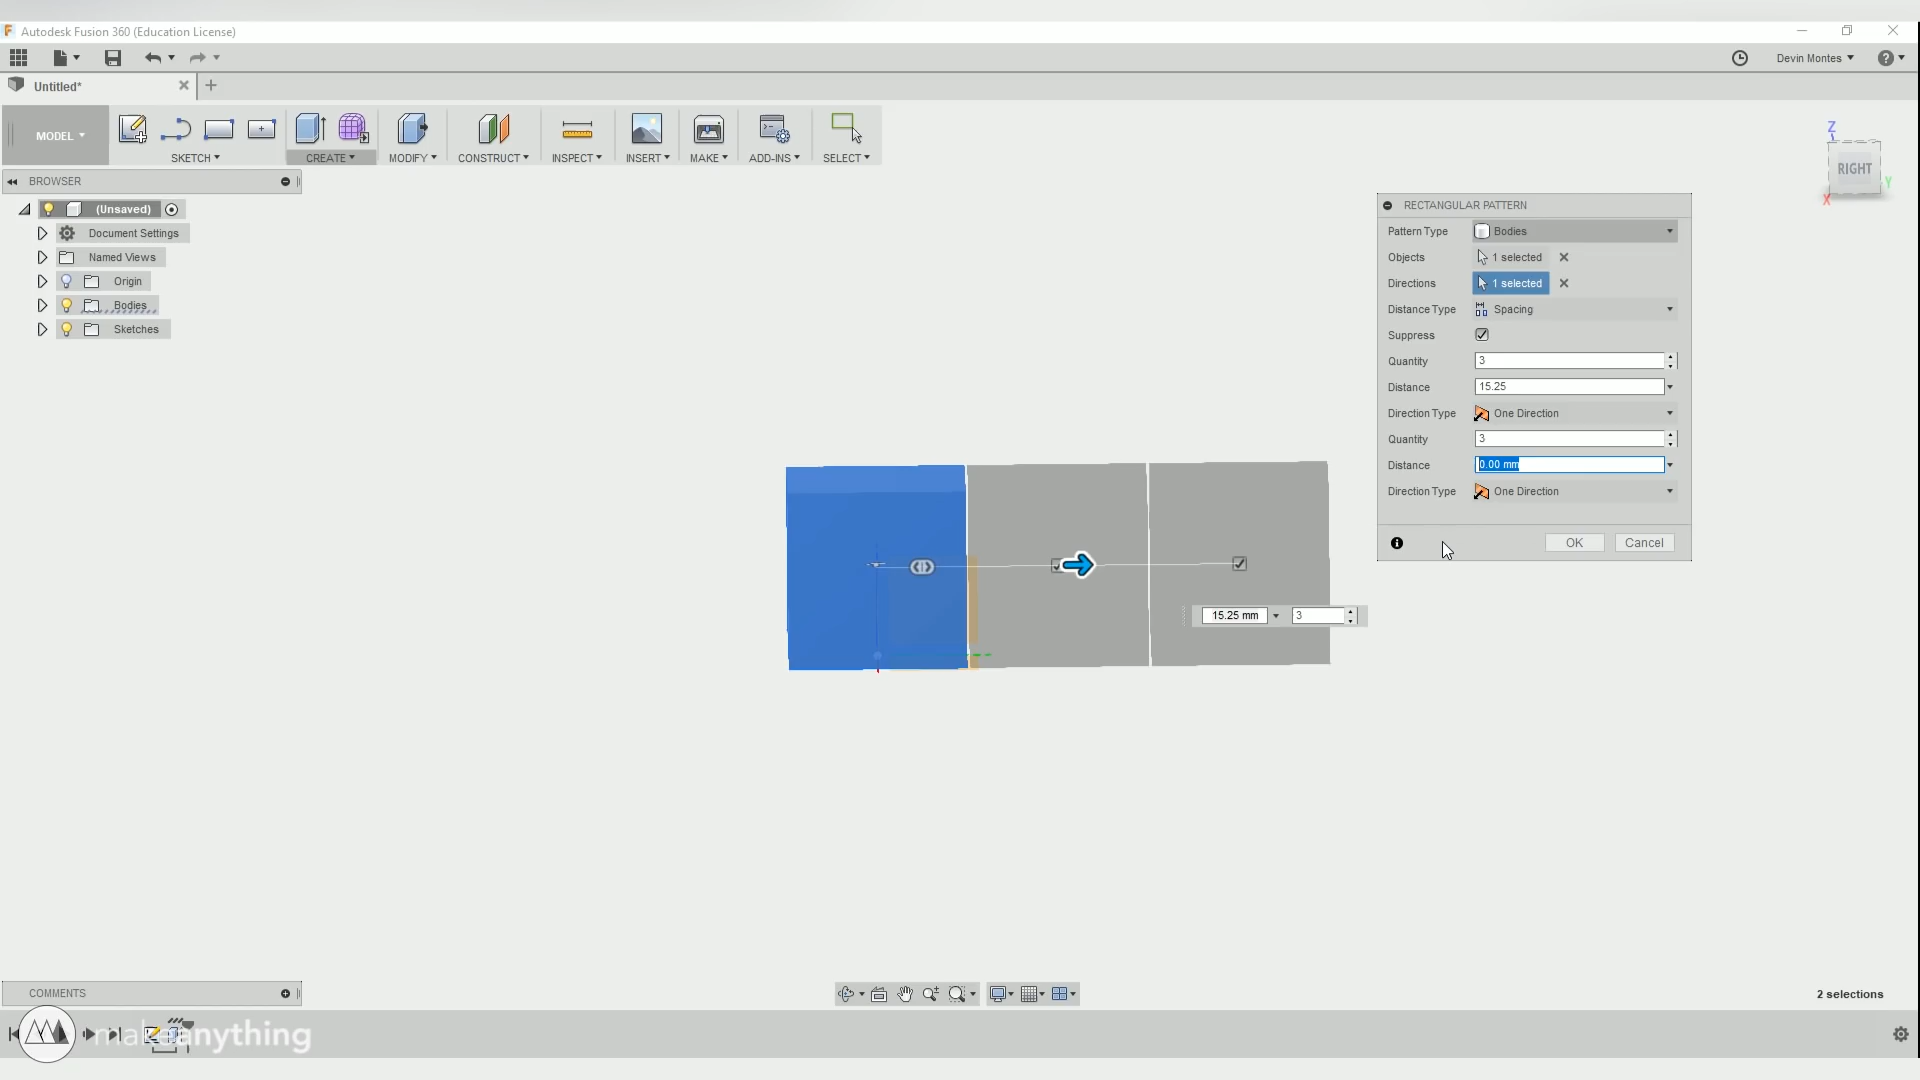 Autodesk Fusion 360 (Education License)
Devin Montes
Untitled*
MODEL
SKETCH
CREATE
MODIFY
CONSTRUCT
INSPECT
INSERT
MAKE
ADD-INS
SELECT
BROWSER
(Unsaved)
Document Settings
Named Views
Origin
Bodies
Sketches
Z
RIGHT
Y
X
RECTANGULAR PATTERN
Pattern Type Bodies
Objects 1 selected
Directions 1 selected
Distance Type Spacing
Suppress
Quantity 3
Distance 15.25
Direction Type One Direction
Quantity 3
Distance 0.00 mm
Direction Type One Direction
OK Cancel
15.25 mm 3
COMMENTS
2 selections
makeanything